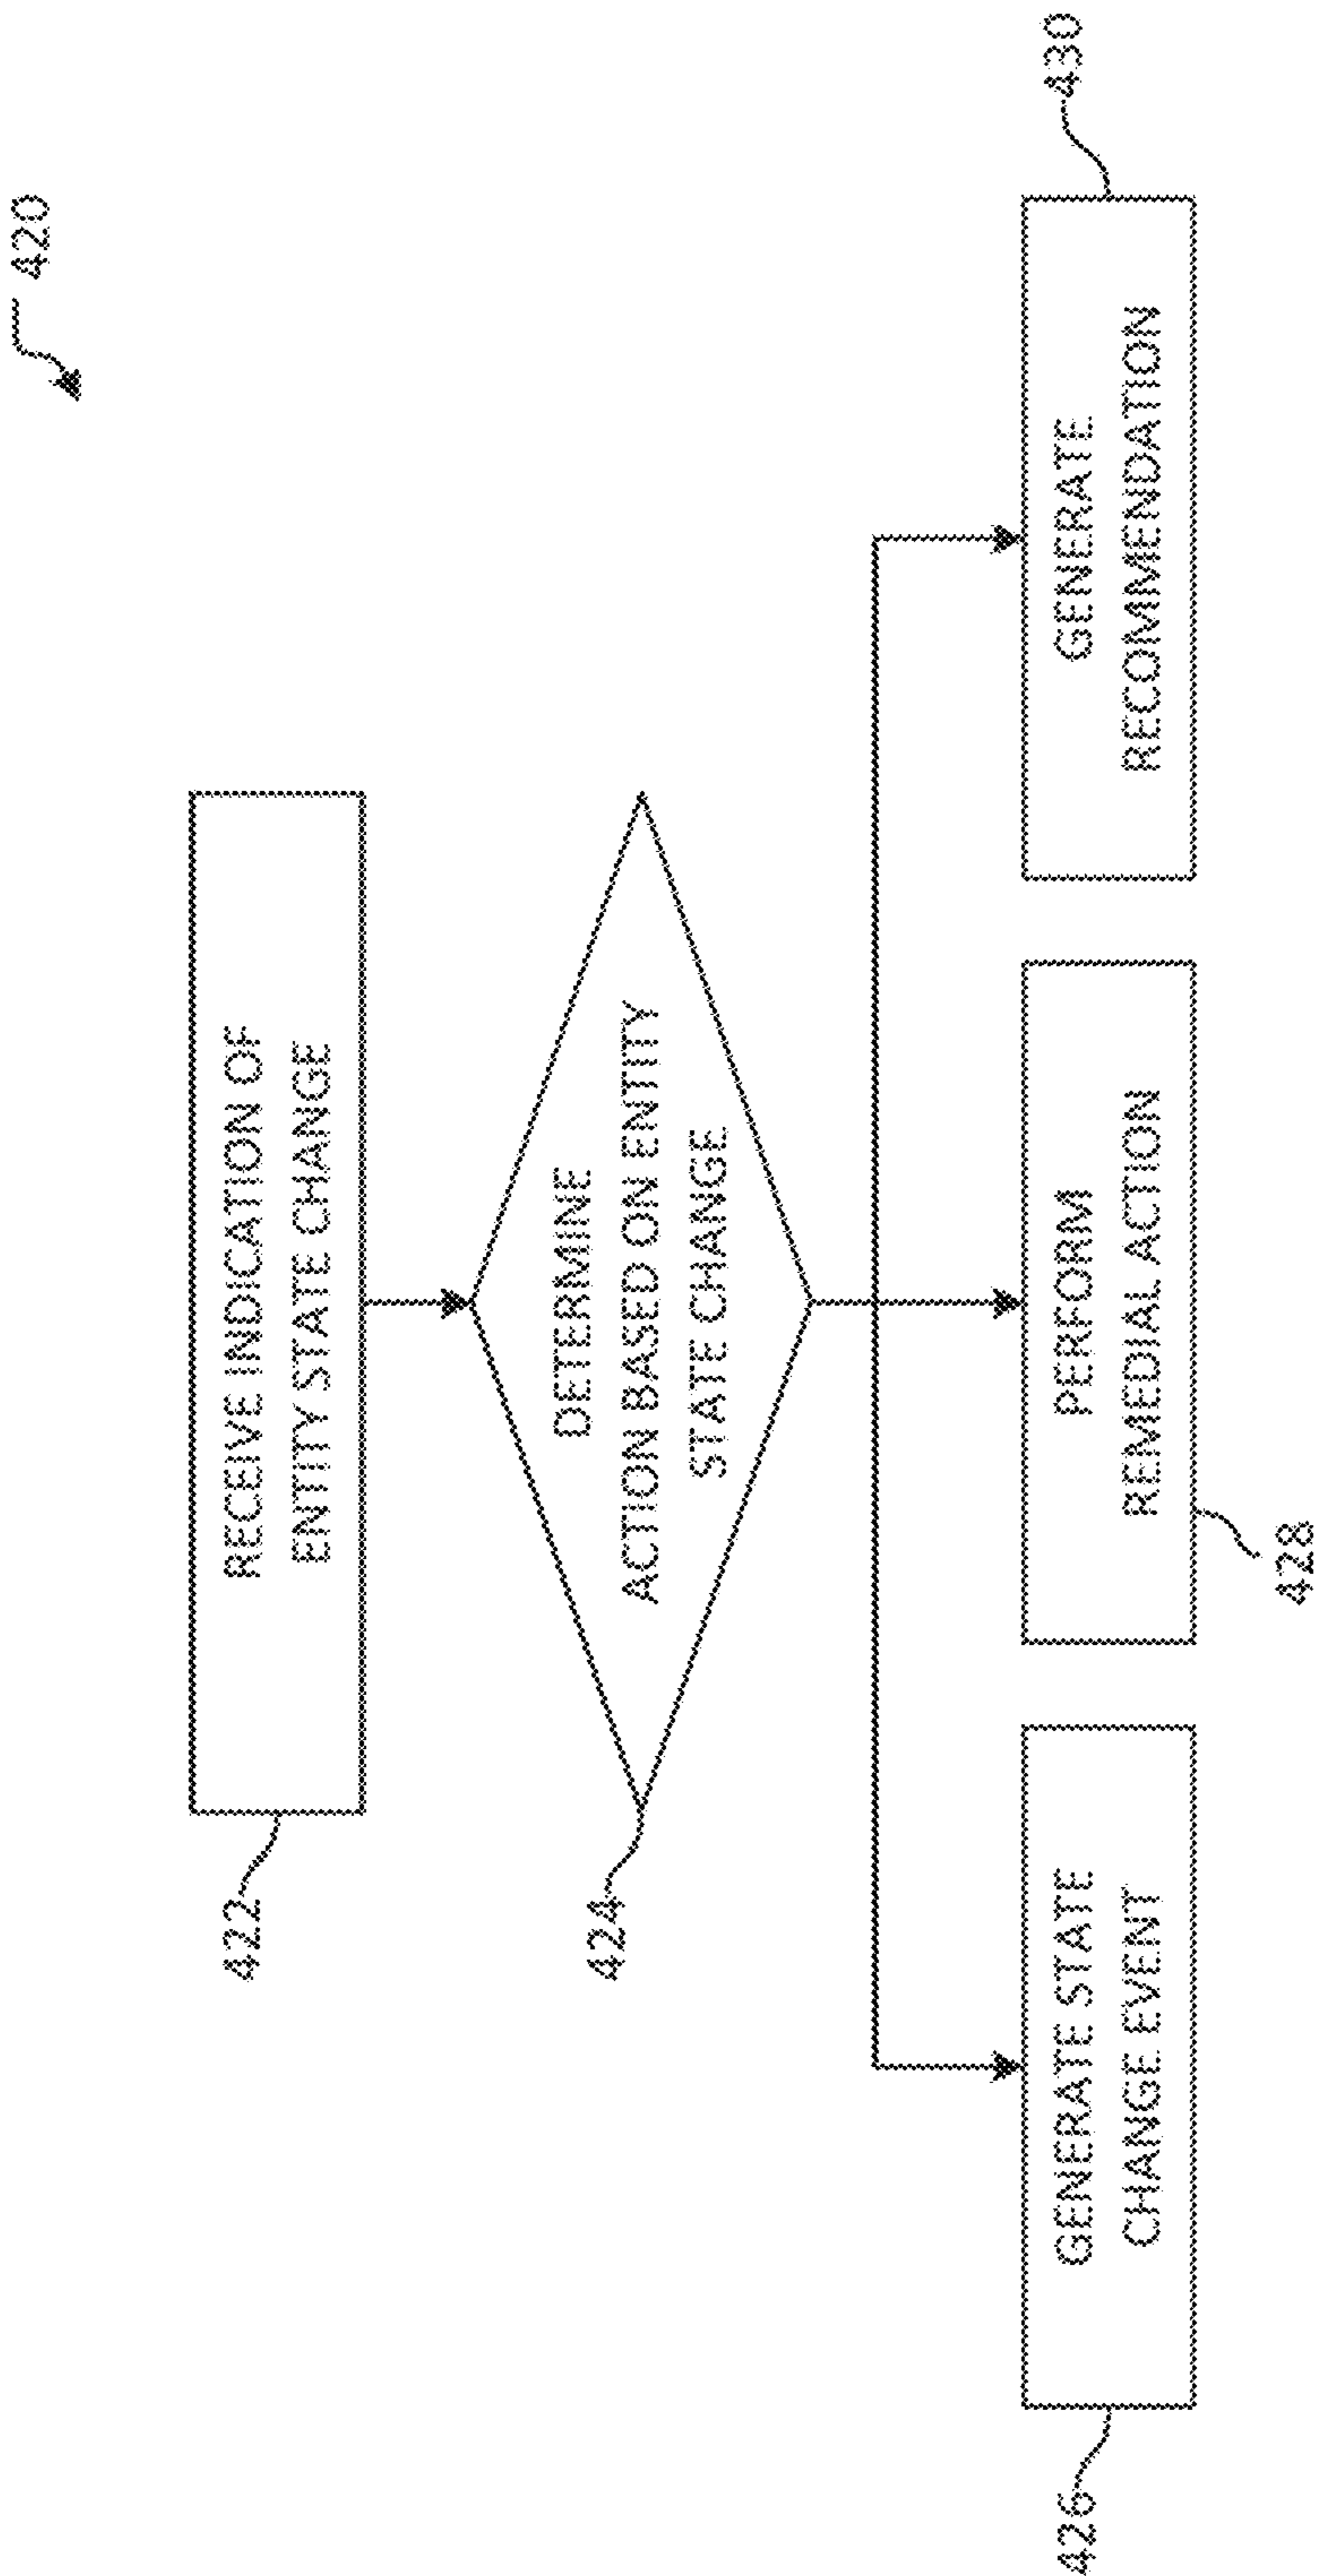 420
422
RECEIVE INDICATION OF
ENTITY STATE CHANGE
424
DETERMINE
ACTION BASED ON ENTITY
STATE CHANGE
426
GENERATE STATE
CHANGE EVENT
PERFORM
REMEDIAL ACTION
428
GENERATE
RECOMMENDATION
430